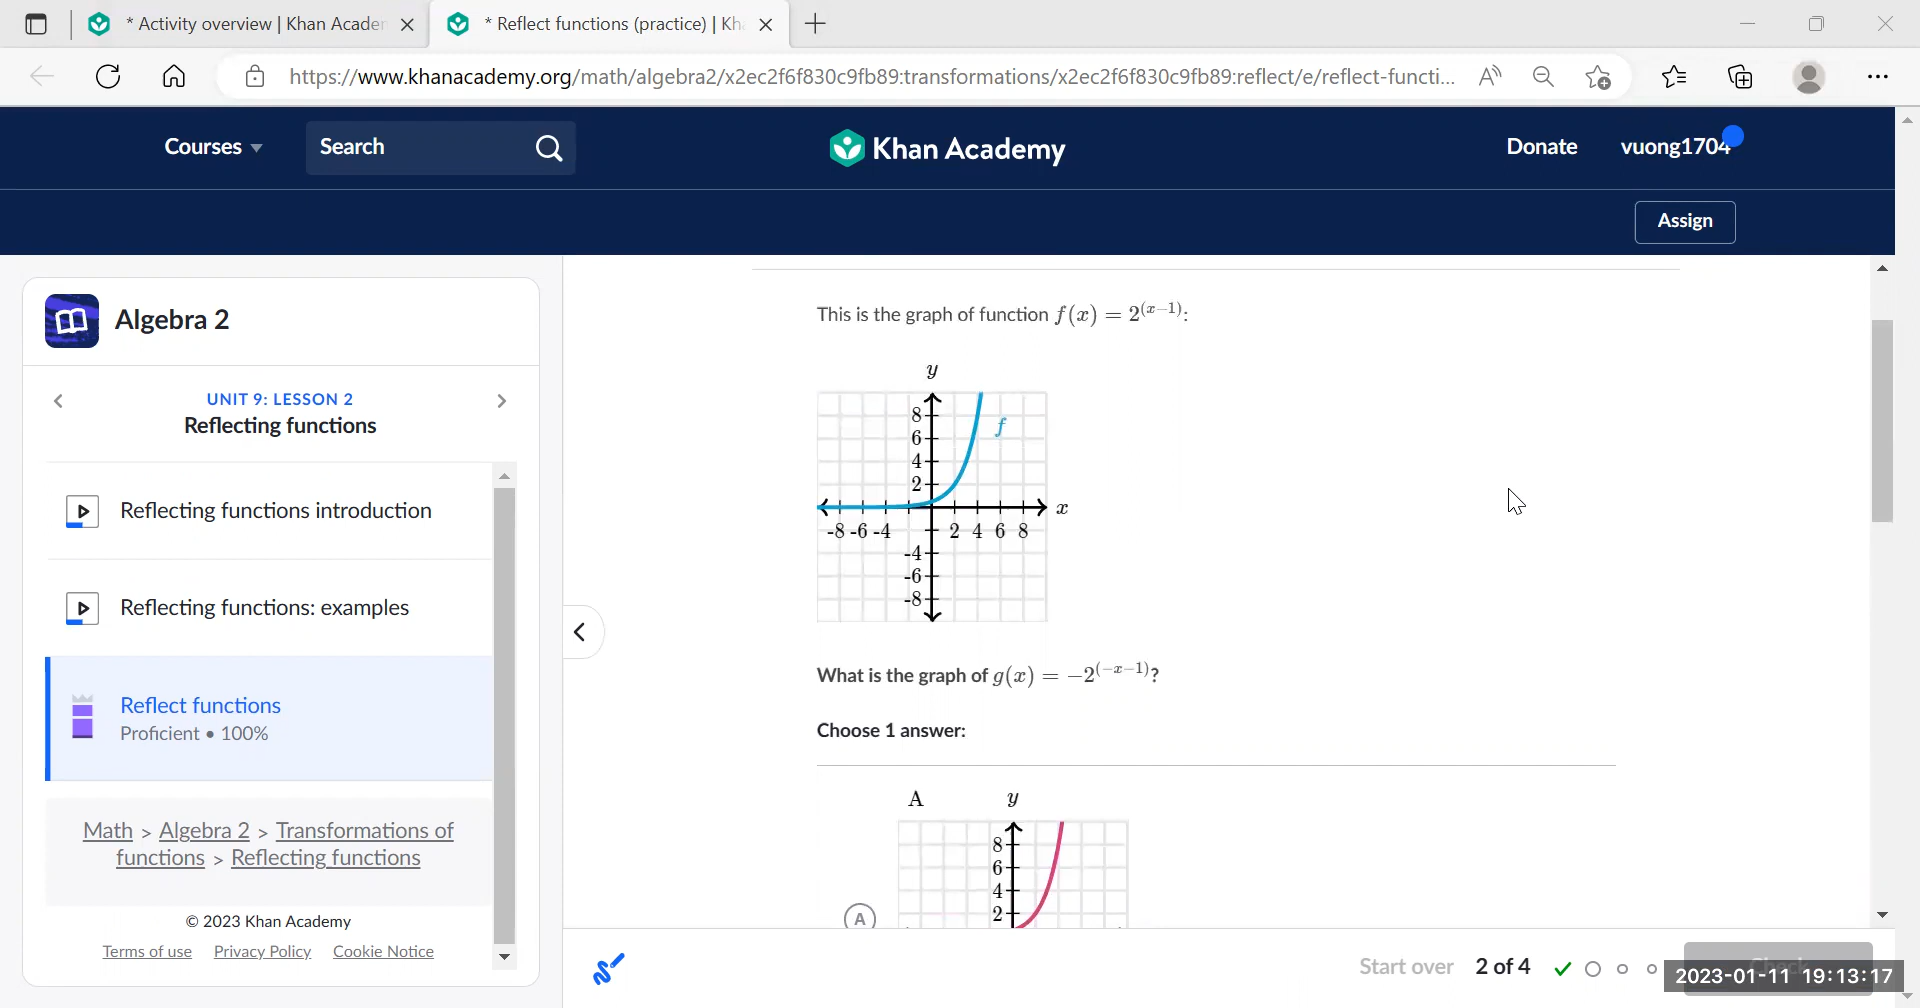 * Activity overview | Khan Academ
* Reflect functions (practice) | Kh
https://www.khanacademy.org/math/algebra2/x2ec2f6f830c9fb89:transformations/x2ec2f6f830c9fb89:reflect/e/reflect-functi...
Courses
Search
Khan Academy
Donate
vuong1704
Assign
Algebra 2
UNIT 9: LESSON 2
Reflecting functions
Reflecting functions introduction
Reflecting functions: examples
Reflect functions
Proficient • 100%
Math > Algebra 2 > Transformations of
functions > Reflecting functions
© 2023 Khan Academy
Terms of use Privacy Policy Cookie Notice
This is the graph of function f(x) = 2^(x−1):
y
8
f
6
4
2
x
-8 -6 -4 2 4 6 8
-4
-6
-8
What is the graph of g(x) = −2^(−x−1)?
Choose 1 answer:
A y
8
6
4
2
A
Start over 2 of 4
Check
2023-01-11 19:13:17